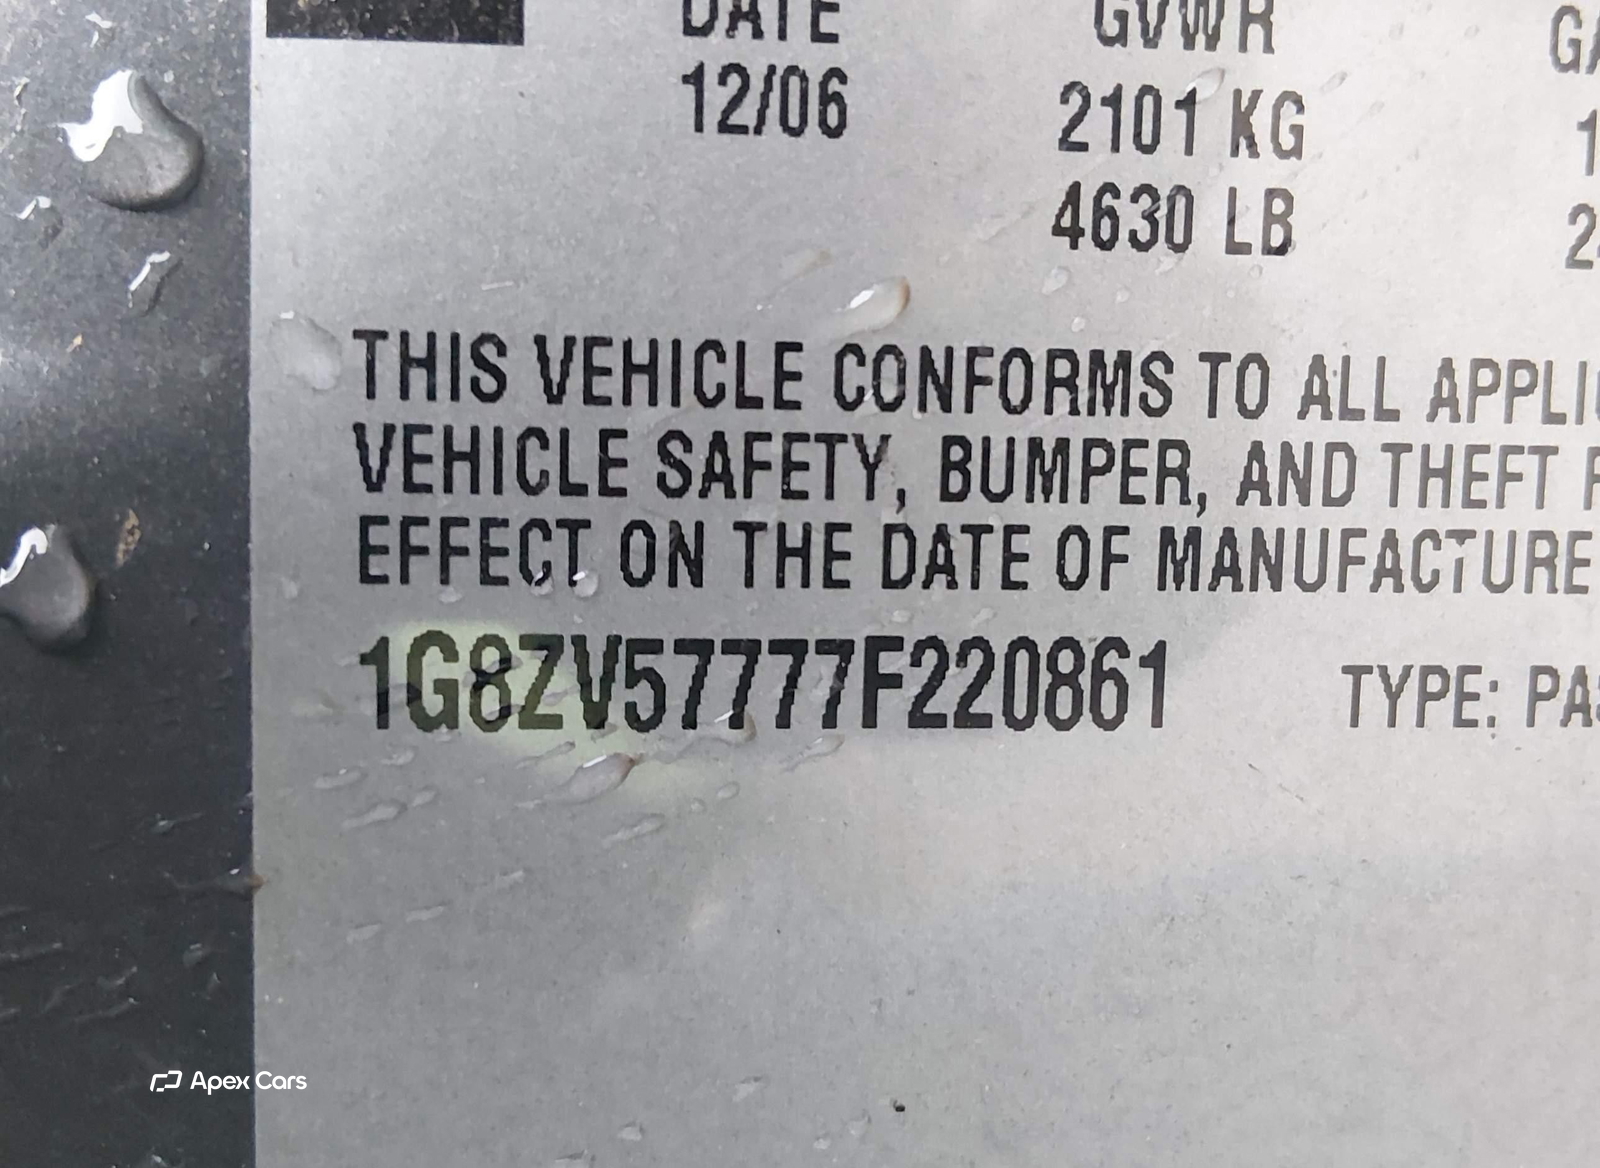 DATE GVWR
12/06 2101 KG
4630 LB
THIS VEHICLE CONFORMS TO ALL
VEHICLE SAFETY, BUMPER, AND THEFT
EFFECT ON THE DATE OF MANUFACTURE
1G8ZV57777F220861 TYPE:
Apex Cars